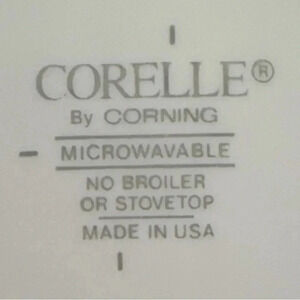 CORELLE®
By CORNING
MICROWAVABLE
NO BROILER
OR STOVETOP
MADE IN USA